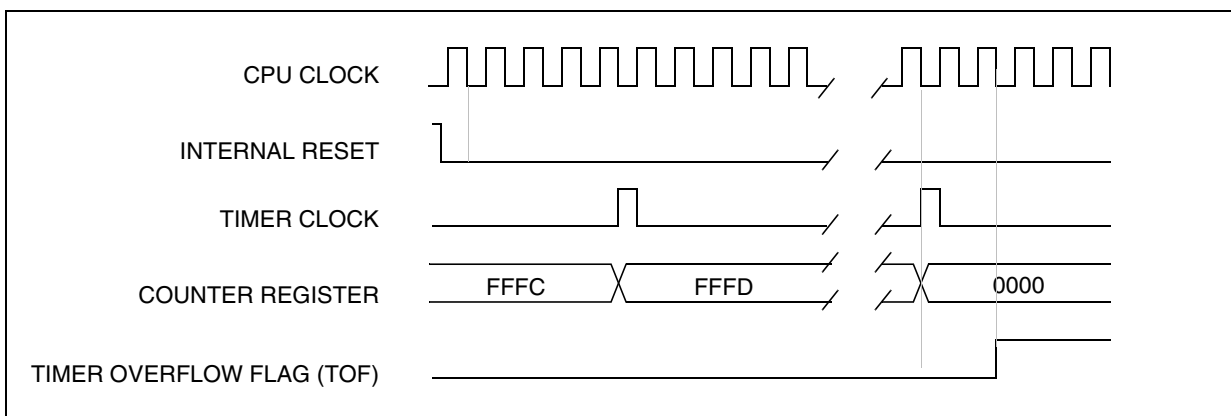 CPU CLOCK
INTERNAL RESET
TIMER CLOCK
COUNTER REGISTER FFFC FFFD 0000
TIMER OVERFLOW FLAG (TOF)